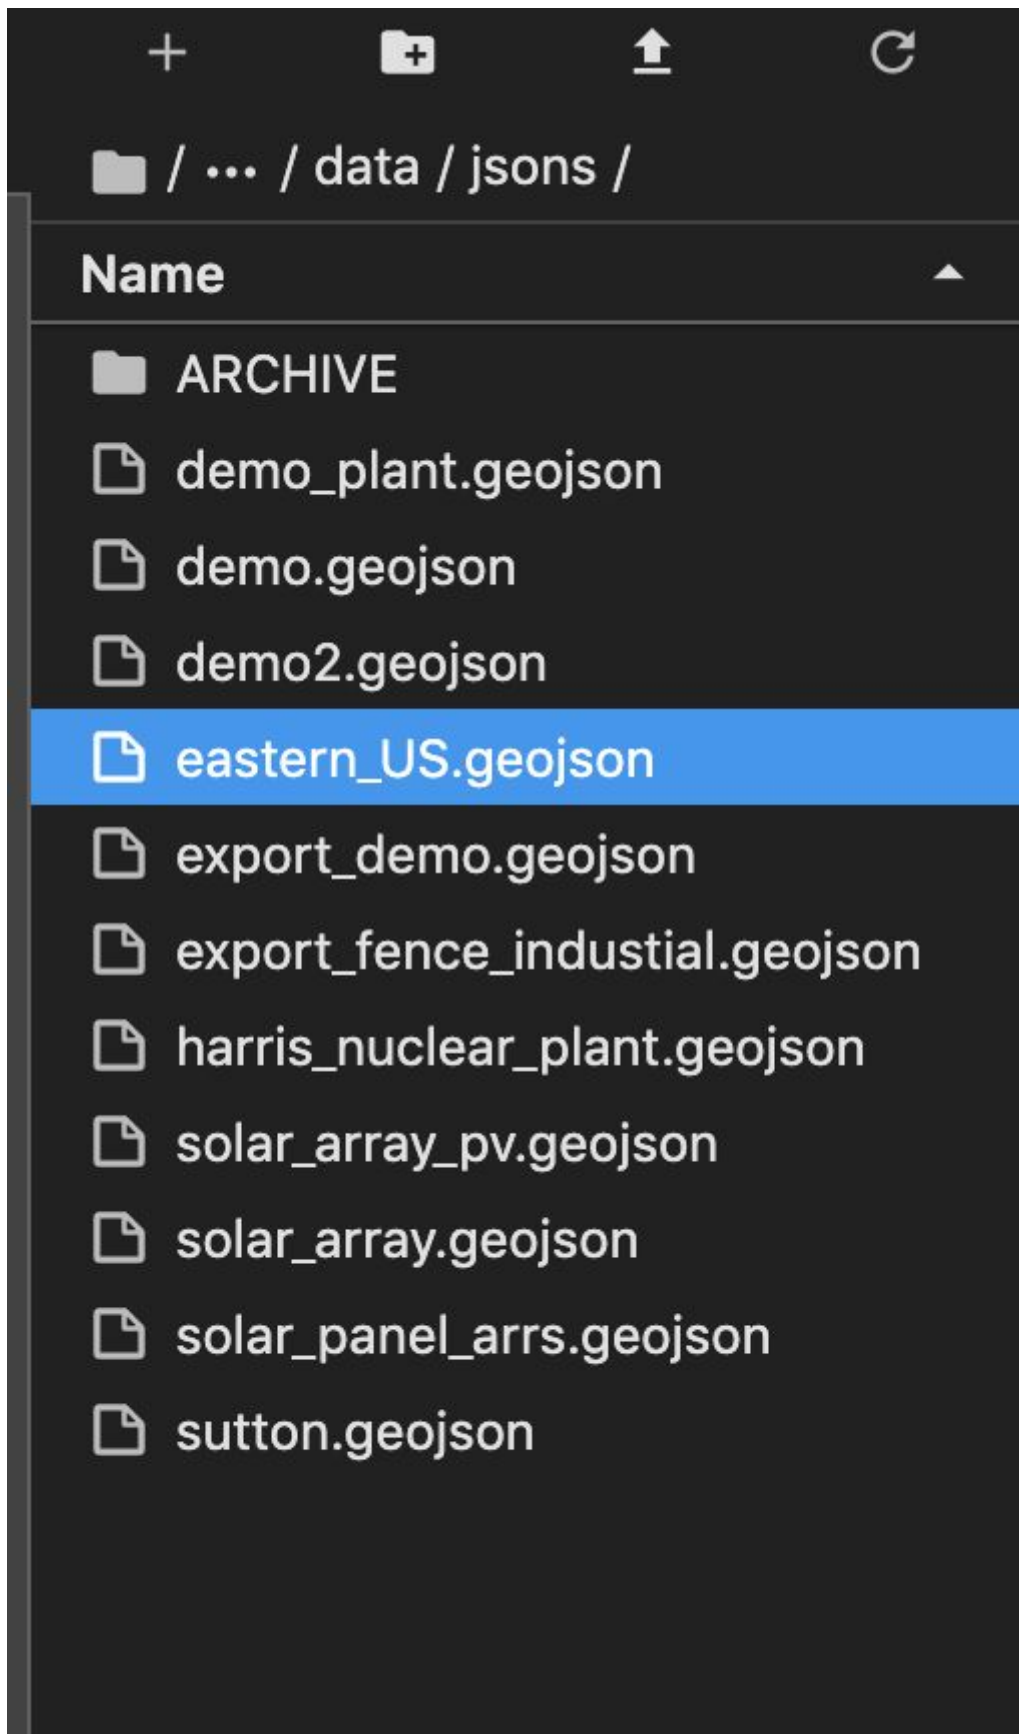 / ... / data / jsons /
Name
ARCHIVE
demo_plant.geojson
demo.geojson
demo2.geojson
eastern_US.geojson
export_demo.geojson
export_fence_industial.geojson
harris_nuclear_plant.geojson
solar_array_pv.geojson
solar_array.geojson
solar_panel_arrs.geojson
sutton.geojson